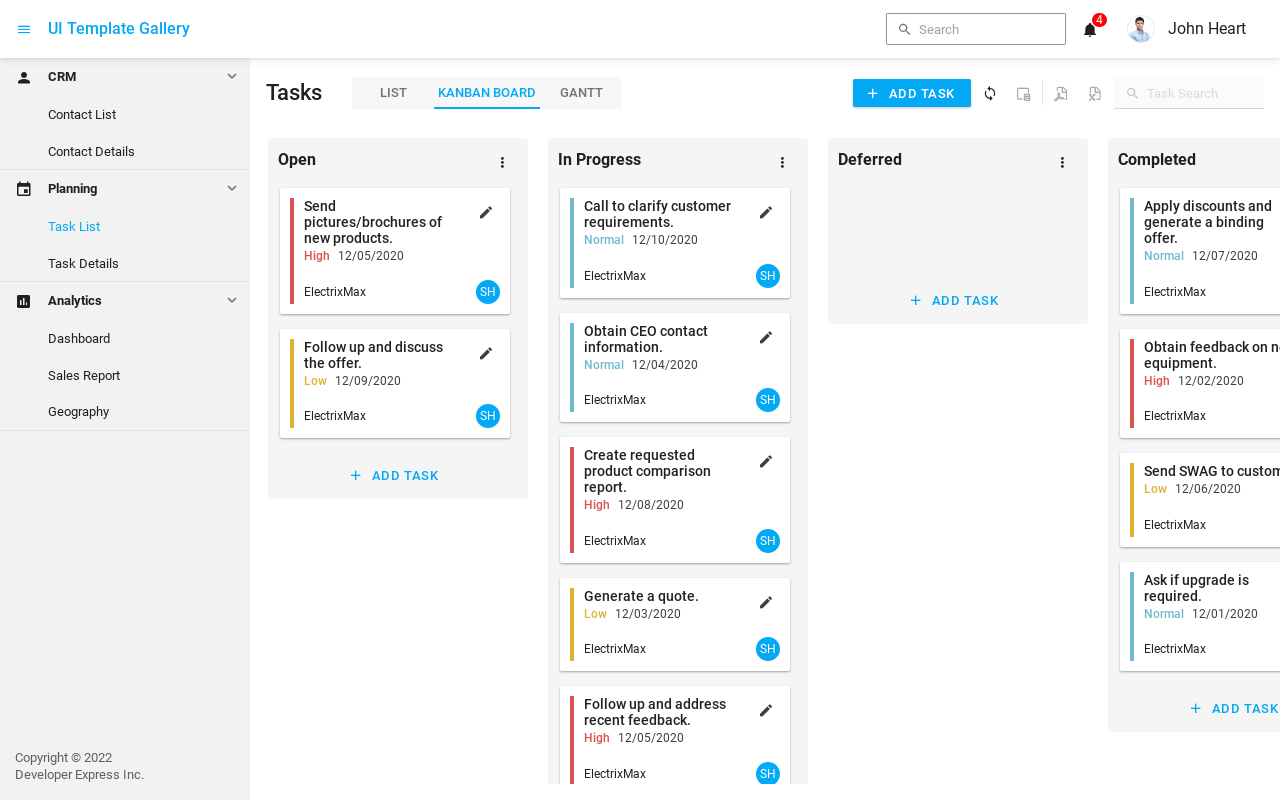 UI Template Gallery
Search
4
John Heart
CRM
Contact List
Contact Details
Planning
Task List
Task Details
Analytics
Dashboard
Sales Report
Geography
Copyright © 2022
Developer Express Inc.
Tasks
LIST
KANBAN BOARD
GANTT
ADD TASK
Task Search
Open
Send
pictures/brochures of
new products.
High 12/05/2020
ElectrixMax
SH
Follow up and discuss
the offer.
Low 12/09/2020
ElectrixMax
SH
ADD TASK
In Progress
Call to clarify customer
requirements.
Normal 12/10/2020
ElectrixMax
SH
Obtain CEO contact
information.
Normal 12/04/2020
ElectrixMax
SH
Create requested
product comparison
report.
High 12/08/2020
ElectrixMax
SH
Generate a quote.
Low 12/03/2020
ElectrixMax
SH
Follow up and address
recent feedback.
High 12/05/2020
ElectrixMax
SH
Deferred
ADD TASK
Completed
Apply discounts and
generate a binding
offer.
Normal 12/07/2020
ElectrixMax
Obtain feedback on
equipment.
High 12/02/2020
ElectrixMax
Send SWAG to
Low 12/06/2020
ElectrixMax
Ask if upgrade is
required.
Normal 12/01/2020
ElectrixMax
ADD TASK